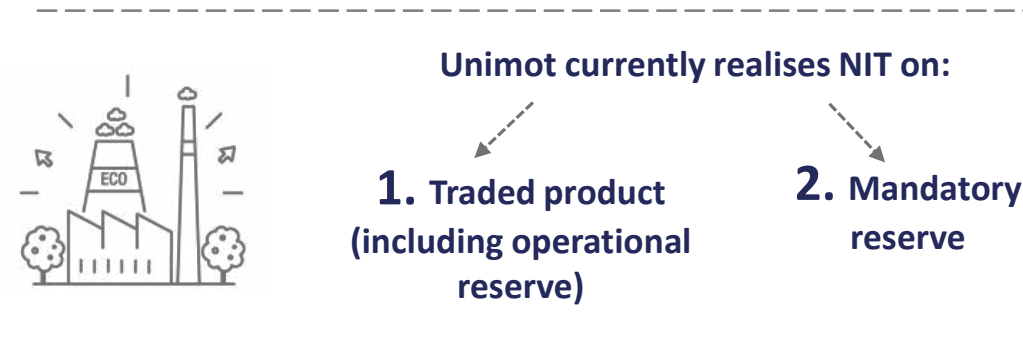 Unimot currently realises NIT on:
ECO
1. Traded product
(including operational
reserve)
2. Mandatory
reserve